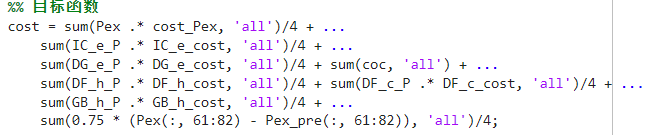 %% 目标函数
cost = sum(Pex .* cost_Pex, 'all')/4 + ...
sum(IC_e_P .* IC_e_cost, 'all')/4 + ...
sum(DG_e_P .* DG_e_cost, 'all')/4 + sum(coc, 'all') + ...
sum(DF_h_P .* DF_h_cost, 'all')/4 + sum(DF_c_P .* DF_c_cost, 'all')/4 + ...
sum(GB_h_P .* GB_h_cost, 'all')/4 + ...
sum(0.75 * (Pex(:, 61:82) - Pex_pre(:, 61:82)), 'all')/4;